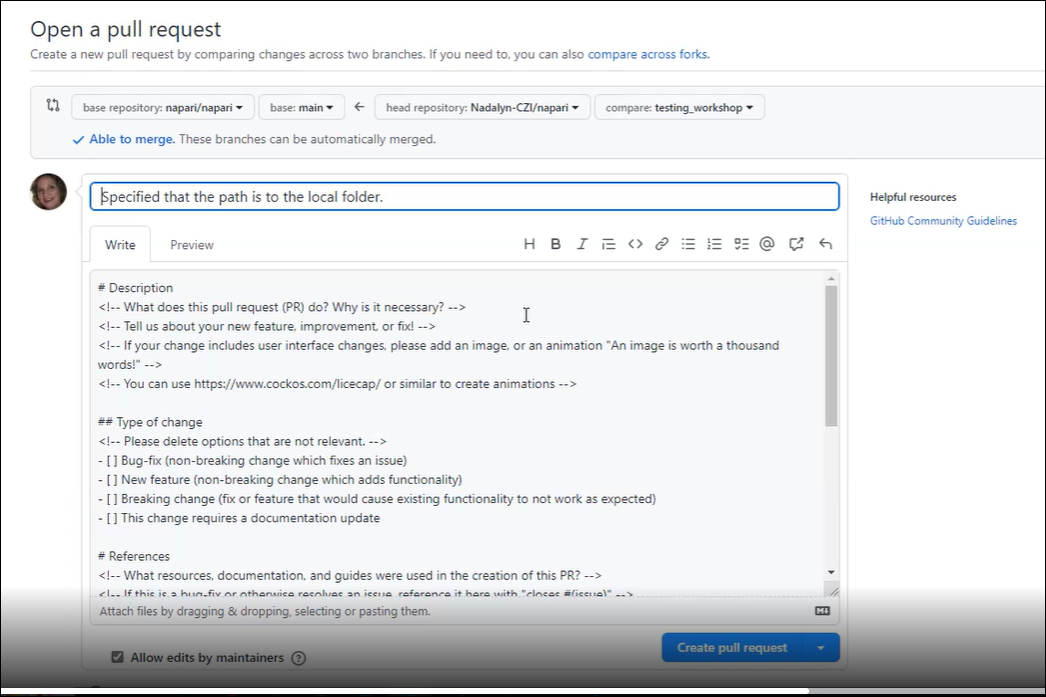 Open a pull request
Create a new pull request by comparing changes across two branches. If you need to, you can also compare across forks.
base repository: napari/napari base: main head repository: Nadalyn-CZI/napari compare: testing_workshop
Able to merge. These branches can be automatically merged.
Specified that the path is to the local folder.
Helpful resources
GitHub Community Guidelines
Write Preview
# Description
<!-- What does this pull request (PR) do? Why is it necessary? -->
<!-- Tell us about your new feature, improvement, or fix! -->
<!-- If your change includes user interface changes, please add an image, or an animation "An image is worth a thousand
words!" -->
<!-- You can use https://www.cockos.com/licecap/ or similar to create animations -->
## Type of change
<!-- Please delete options that are not relevant. -->
- [ ] Bug-fix (non-breaking change which fixes an issue)
- [ ] New feature (non-breaking change which adds functionality)
- [ ] Breaking change (fix or feature that would cause existing functionality to not work as expected)
- [ ] This change requires a documentation update
# References
<!-- What resources, documentation, and guides were used in the creation of this PR? -->
<!-- If this is a bug-fix or otherwise resolves an issue, reference it here with "closes #(issue)" -->
Attach files by dragging & dropping, selecting or pasting them.
Allow edits by maintainers
Create pull request